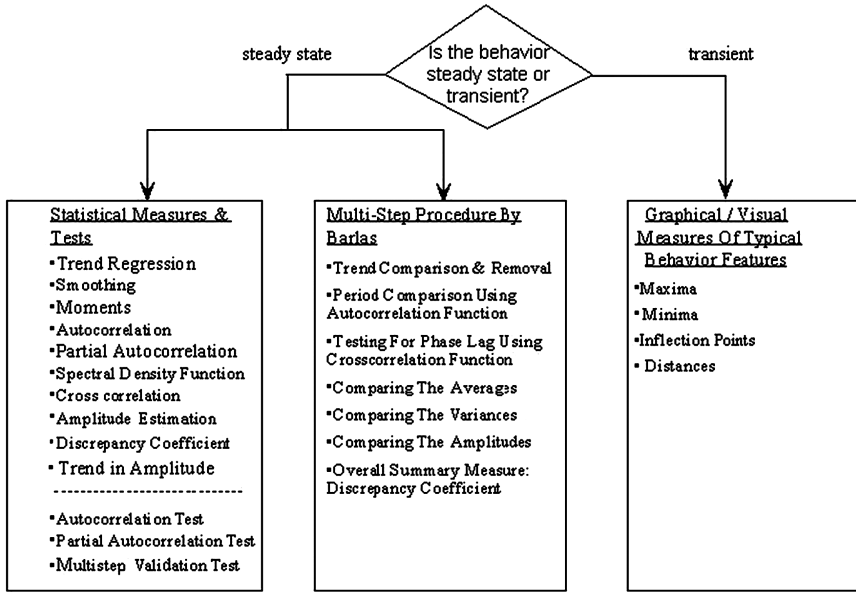 steady state
Is the behavior
steady state or
transient?
transient
Statistical Measures &
Tests
▪Trend Regression
▪Smoothing
▪Moments
▪Autocorrelation
▪Partial Autocorrelation
▪Spectral Density Function
▪Cross correlation
▪Amplitude Estimation
▪Discrepancy Coefficient
▪ Trend in Amplitude
----------------------------
▪Autocorrelation Test
▪Partial Autocorrelation Test
▪Multistep Validation Test
Multi-Step Procedure By
Barlas
▪Trend Comparison & Removal
▪Period Comparison Using
Autocorrelation Function
▪Testing For Phase Lag Using
Crosscorrelation Function
▪Comparing The Averages
▪Comparing The Variances
▪Comparing The Amplitudes
▪Overall Summary Measure:
Discrepancy Coefficient
Graphical / Visual
Measures Of Typical
Behavior Features
▪Maxima
▪ Minima
▪Inflection Points
▪ Distances